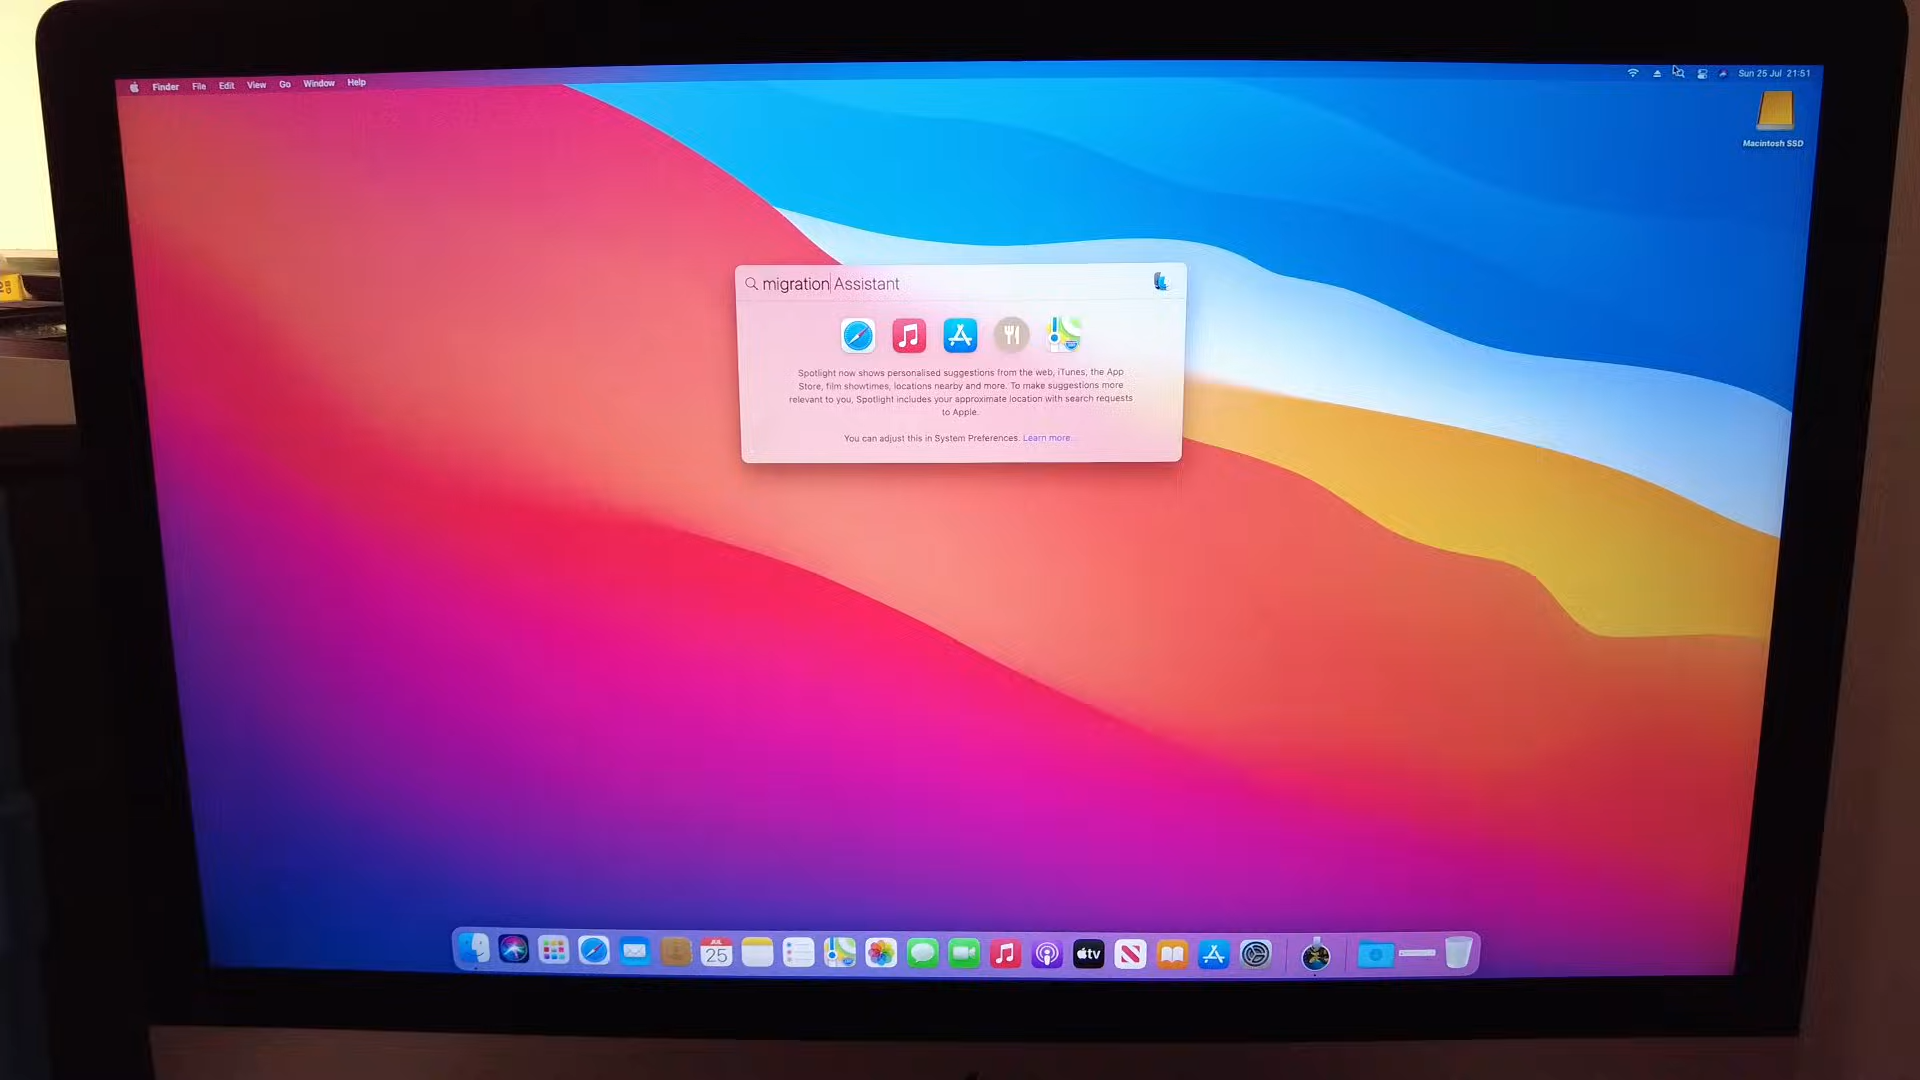 Finder File Edit View Go Window Help
Sun 25 Jul 21:51
Macintosh SSD
migration Assistant
Spotlight now shows personalised suggestions from the web, iTunes, the App
Store, film showtimes, locations nearby and more. To make suggestions more
relevant to you, Spotlight includes your approximate location with search requests
to Apple.
You can adjust this in System Preferences. Learn more...
JUL
25
tv